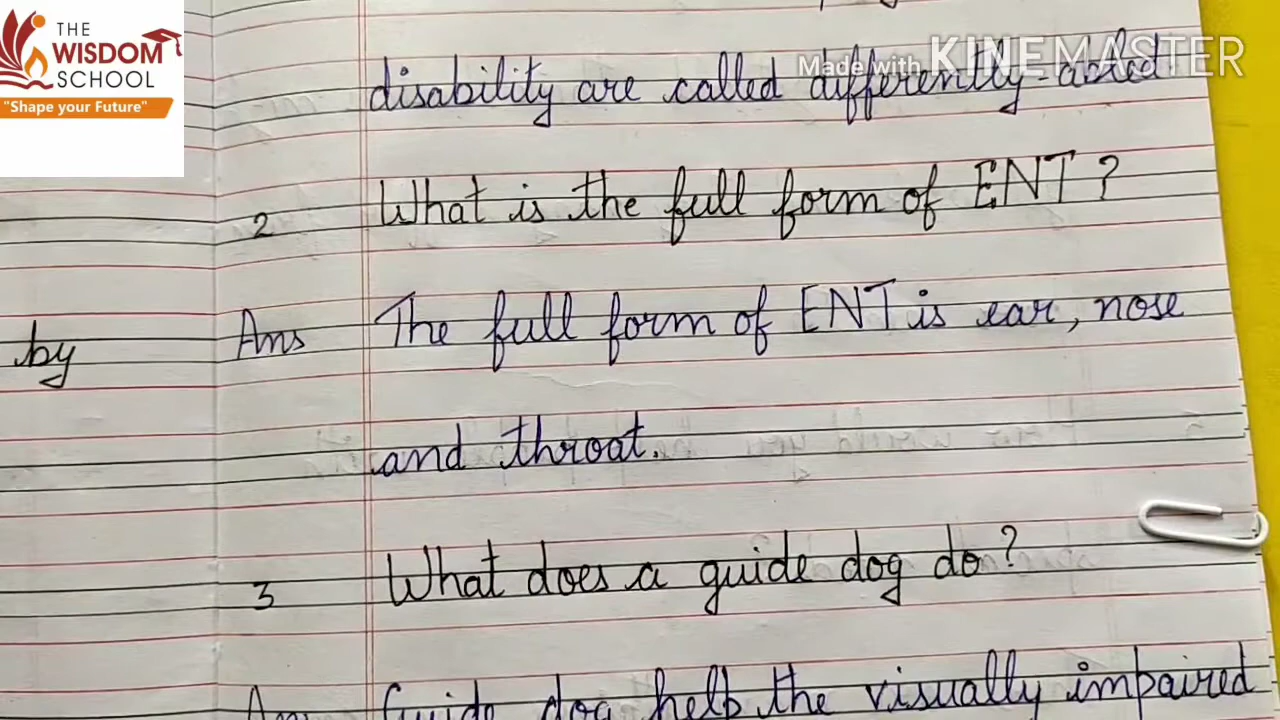 THE
WISDOM
SCHOOL
"Shape your Future"
Made with KINEMASTER
disability are called differently-abled
2 What is the full form of ENT?
by
Ans The full form of ENT is ear, nose
and throat.
3 What does a guide dog do?
Ans Guide dog help the visually impaired